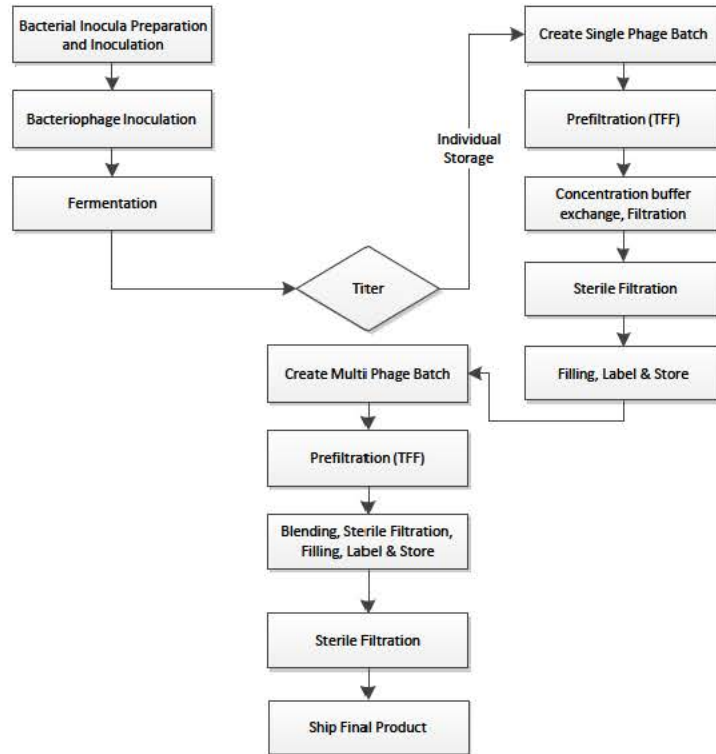 Bacterial Inocula Preparation
and Inoculation
Bacteriophage Inoculation
Fermentation
Titer
Individual
Storage
Create Single Phage Batch
Prefiltration (TFF)
Concentration buffer
exchange, Filtration
Sterile Filtration
Filling, Label & Store
Create Multi Phage Batch
Prefiltration (TFF)
Blending, Sterile Filtration,
Filling, Label & Store
Sterile Filtration
Ship Final Product